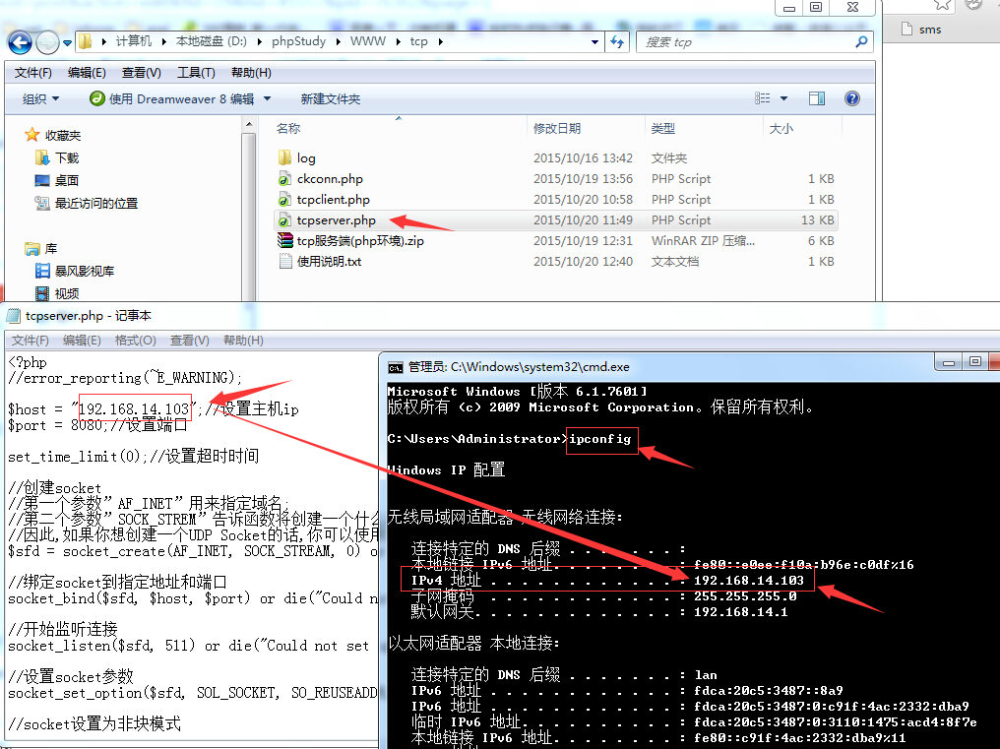 sms
计算机 本地磁盘 (D:) phpStudy WWW tcp
搜索 tcp
文件(F) 编辑(E) 查看(V) 工具(T) 帮助(H)
组织 使用 Dreamweaver 8 编辑 新建文件夹
收藏夹
下载
桌面
最近访问的位置
库
暴风影视库
视频
名称 修改日期 类型 大小
log 2015/10/16 13:42 文件夹
ckconn.php 2015/10/19 13:56 PHP Script 1 KB
tcpclient.php 2015/10/20 10:58 PHP Script 1 KB
tcpserver.php 2015/10/20 11:49 PHP Script 13 KB
tcp服务端(php环境).zip 2015/10/19 12:31 WinRAR ZIP 压缩... 6 KB
使用说明.txt 2015/10/20 12:40 文本文档 1 KB
tcpserver.php - 记事本
文件(F) 编辑(E) 格式(O) 查看(V) 帮助(H)
<?php
//error_reporting(~E_WARNING);
$host = "192.168.14.103";//设置主机ip
$port = 8080;//设置端口
set_time_limit(0);//设置超时时间
//创建socket
//第一个参数”AF_INET”用来指定域名;
//第二个参数”SOCK_STREM”告诉函数将创建一个什么
//因此,如果你想创建一个UDP Socket的话,你可以使用
$sfd = socket_create(AF_INET, SOCK_STREAM, 0) o
//绑定socket到指定地址和端口
socket_bind($sfd, $host, $port) or die("Could n
//开始监听连接
socket_listen($sfd, 511) or die("Could not set
//设置socket参数
socket_set_option($sfd, SOL_SOCKET, SO_REUSEADD
//socket设置为非块模式
管理员: C:\Windows\system32\cmd.exe
Microsoft Windows [版本 6.1.7601]
版权所有 (c) 2009 Microsoft Corporation。保留所有权利。
C:\Users\Administrator>ipconfig
Windows IP 配置
无线局域网适配器 无线网络连接:
连接特定的 DNS 后缀 . . . . . . . :
本地链接 IPv6 地址. . . . . . . . : fe80::e0ee:f10a:b96e:c0df%16
IPv4 地址 . . . . . . . . . . . . : 192.168.14.103
子网掩码 . . . . . . . . . . . . : 255.255.255.0
默认网关. . . . . . . . . . . . . : 192.168.14.1
以太网适配器 本地连接:
连接特定的 DNS 后缀 . . . . . . . : lan
IPv6 地址 . . . . . . . . . . . . : fdca:20c5:3487::8a9
IPv6 地址 . . . . . . . . . . . . : fdca:20c5:3487:0:c91f:4ac:2332:dba9
临时 IPv6 地址. . . . . . . . . . : fdca:20c5:3487:0:3110:1475:acd4:8f7e
本地链接 IPv6 地址. . . . . . . . : fe80::c91f:4ac:2332:dba9%11